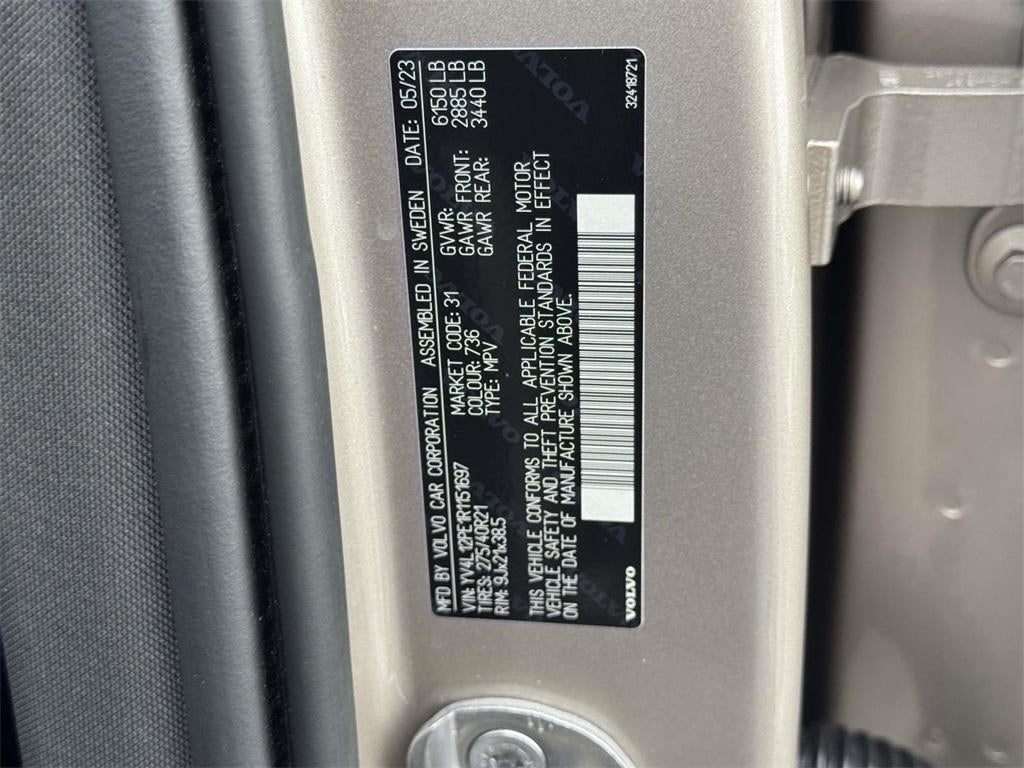 MFD BY VOLVO CAR CORPORATION ASSEMBLED IN SWEDEN DATE: 05/23
VIN: YV4L12PE1R1151697 MARKET CODE: 31 GVWR: 6150 LB
TIRES: 275/40R21 COLOUR: 736 GAWR FRONT: 2885 LB
RIM: 9Jx21x38.5 TYPE: MPV GAWR REAR: 3440 LB
THIS VEHICLE CONFORMS TO ALL APPLICABLE FEDERAL MOTOR
VEHICLE SAFETY AND THEFT PREVENTION STANDARDS IN EFFECT
ON THE DATE OF MANUFACTURE SHOWN ABOVE.
VOLVO 32418721